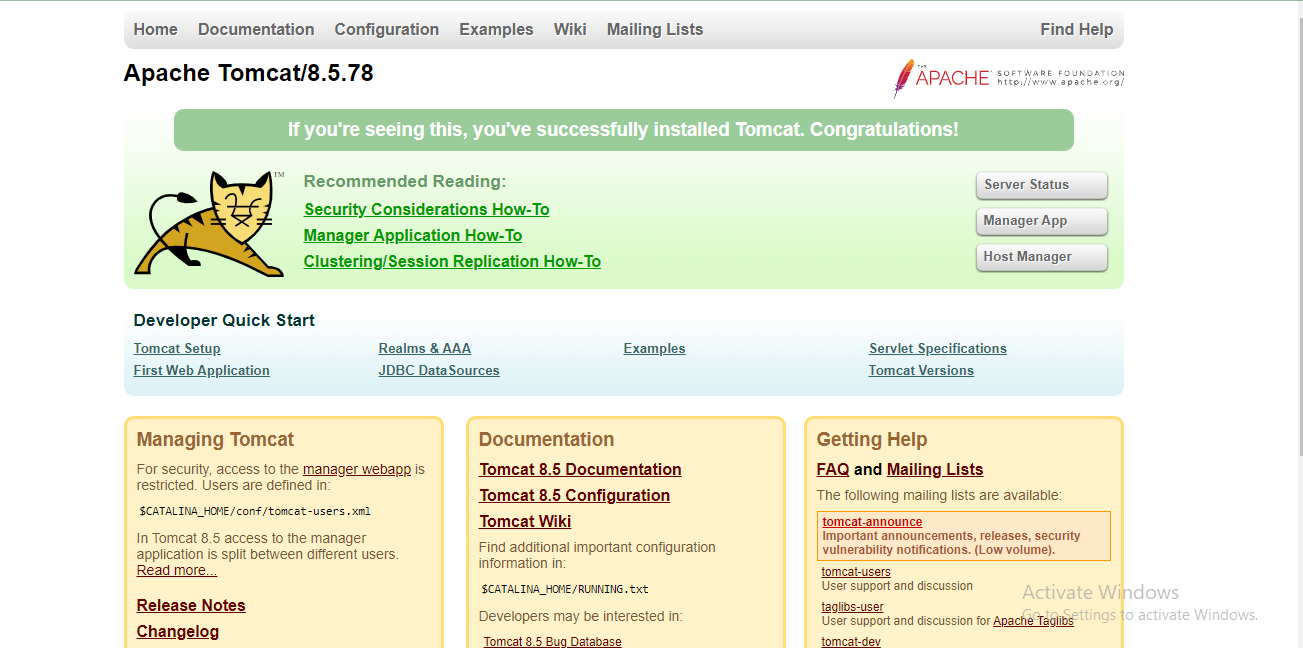 Home Documentation Configuration Examples Wiki Mailing Lists Find Help
Apache Tomcat/8.5.78
THE APACHE SOFTWARE FOUNDATION
http://www.apache.org/
If you're seeing this, you've successfully installed Tomcat. Congratulations!
TM
Recommended Reading:
Security Considerations How-To
Manager Application How-To
Clustering/Session Replication How-To
Server Status
Manager App
Host Manager
Developer Quick Start
Tomcat Setup
First Web Application
Realms & AAA
JDBC DataSources
Examples
Servlet Specifications
Tomcat Versions
Managing Tomcat
For security, access to the manager webapp is
restricted. Users are defined in:
$CATALINA_HOME/conf/tomcat-users.xml
In Tomcat 8.5 access to the manager
application is split between different users.
Read more...
Release Notes
Changelog
Documentation
Tomcat 8.5 Documentation
Tomcat 8.5 Configuration
Tomcat Wiki
Find additional important configuration
information in:
$CATALINA_HOME/RUNNING.txt
Developers may be interested in:
Tomcat 8.5 Bug Database
Getting Help
FAQ and Mailing Lists
The following mailing lists are available:
tomcat-announce
Important announcements, releases, security
vulnerability notifications. (Low volume).
tomcat-users
User support and discussion
taglibs-user
User support and discussion for Apache Taglibs
tomcat-dev
Activate Windows
Go to Settings to activate Windows.